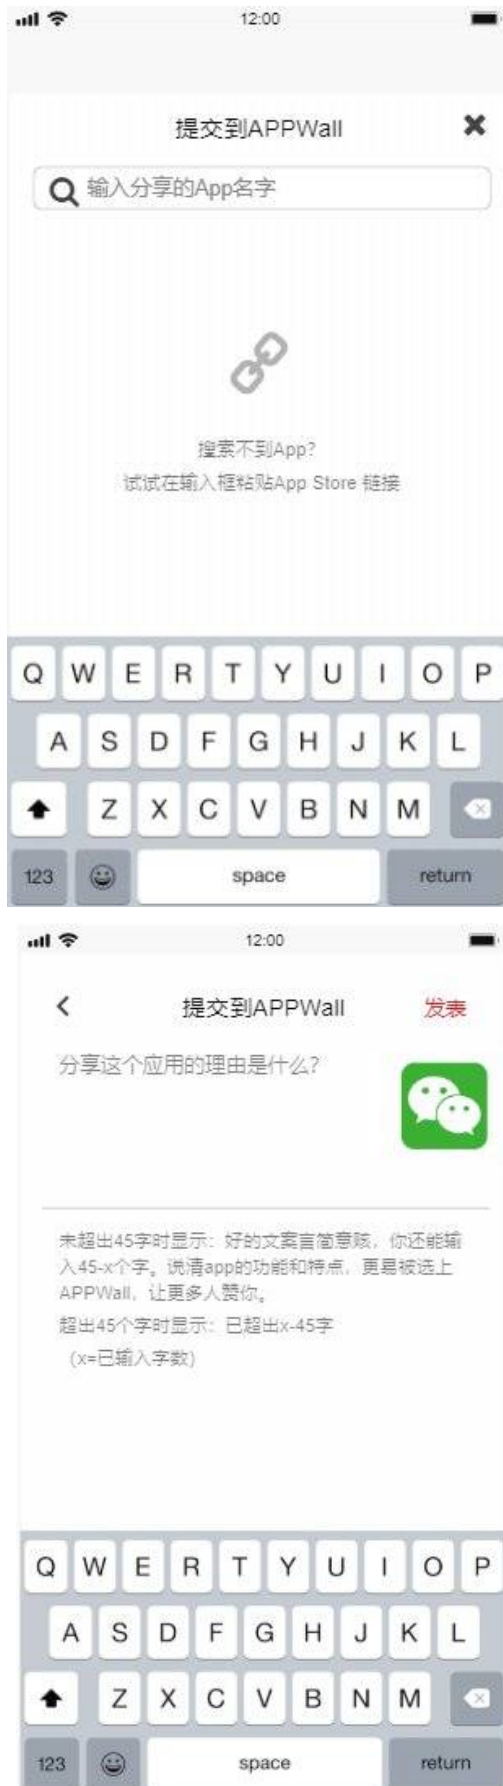 12:00
提交到APPWall
输入分享的App名字
搜索不到App?
试试在输入框粘贴App Store 链接
Q W E R T Y U I O P
A S D F G H J K L
Z X C V B N M
123 space return
12:00
提交到APPWall 发表
分享这个应用的理由是什么?
未超出45字时显示：好的文案言简意赅，你还能输
入45-x个字。说清app的功能和特点，更易被选上
APPWall，让更多人赞你。
超出45个字时显示：已超出x-45字
（x=已输入字数)
Q W E R T Y U I O P
A S D F G H J K L
Z X C V B N M
123 space return